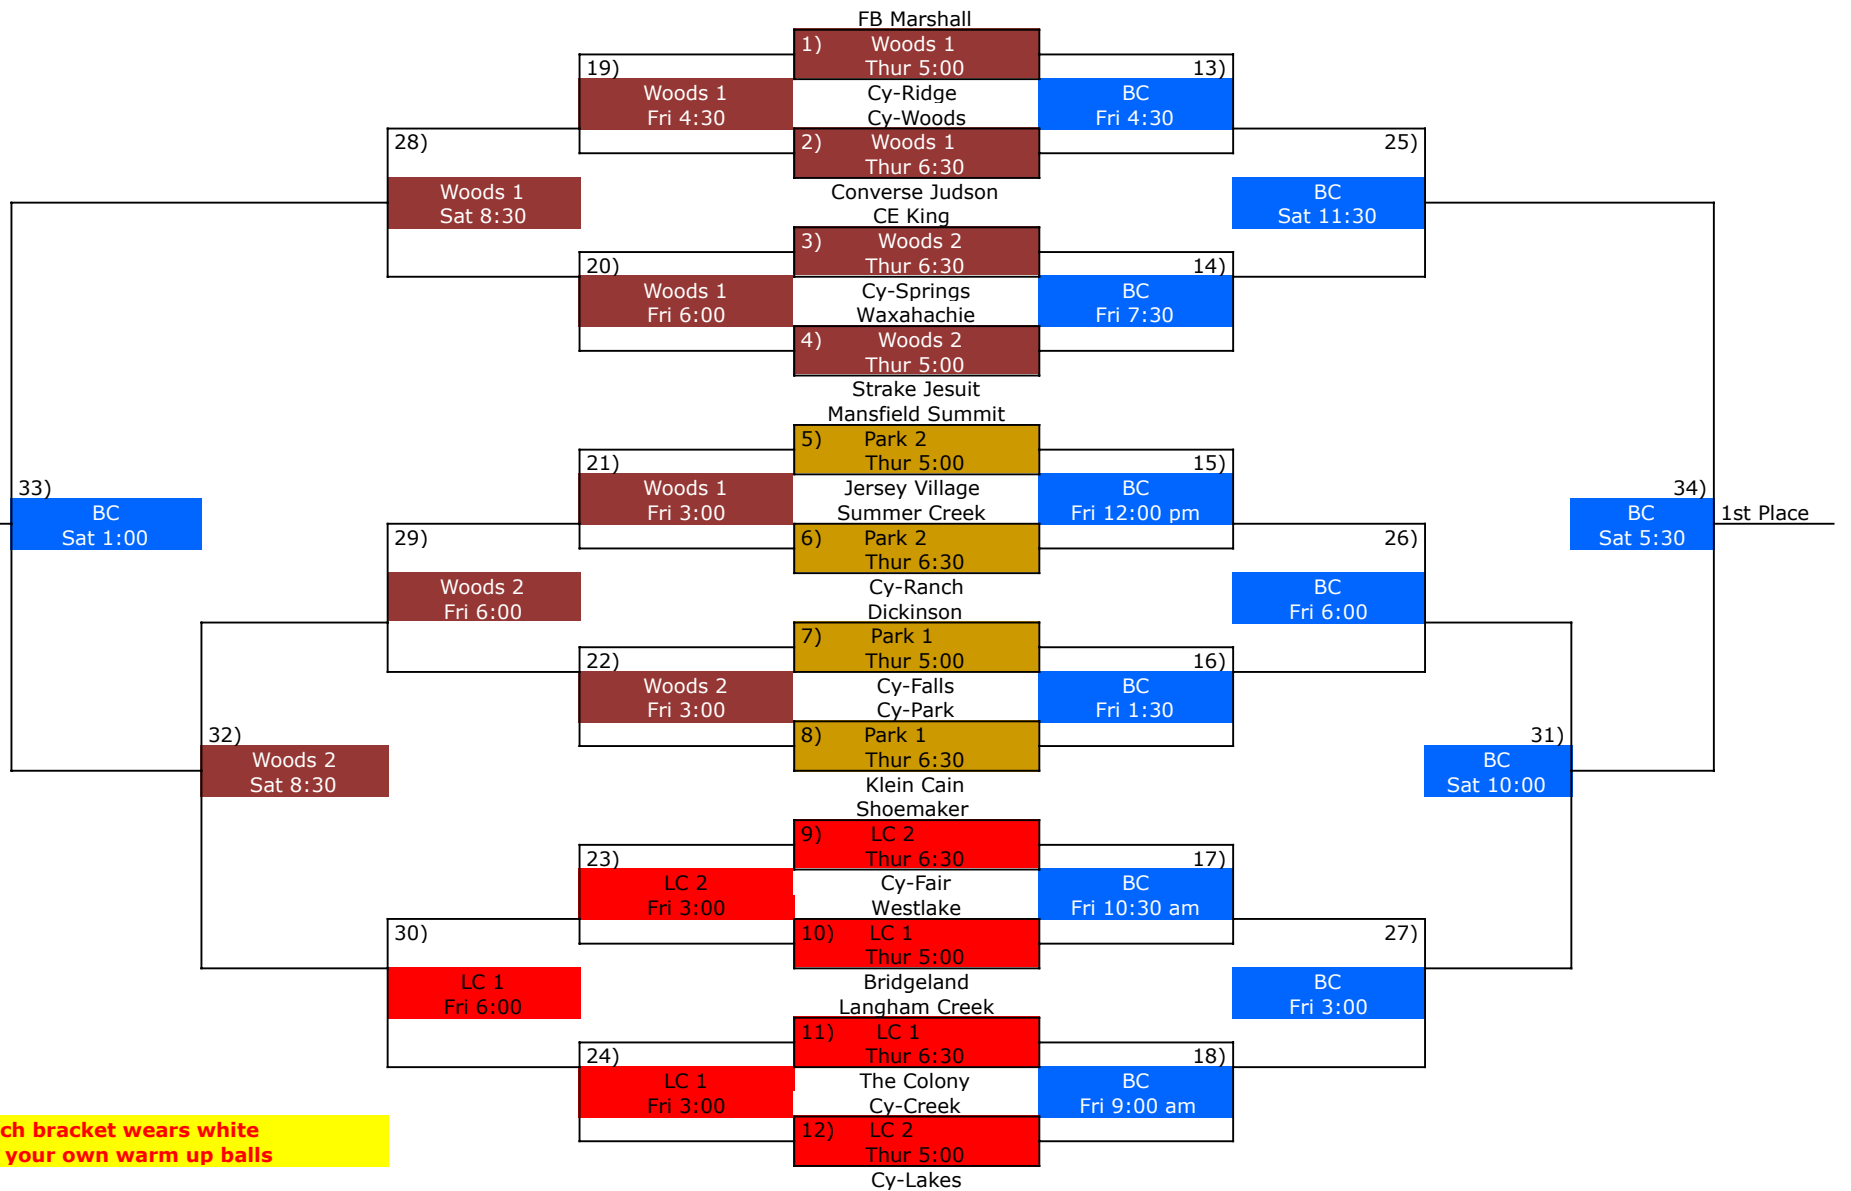 FB Marshall
1) Woods 1
Thur 5:00
19)
13)
Woods 1
Cy-Ridge
BC
Fri 4:30
Cy-Woods
Fri 4:30
28)
2) Woods 1
25)
Thur 6:30
Woods 1
Converse Judson
BC
Sat 8:30
CE King
Sat 11:30
3) Woods 2
20)
Thur 6:30
14)
Woods 1
Cy-Springs
BC
Fri 6:00
Waxahachie
Fri 7:30
4) Woods 2
Thur 5:00
Strake Jesuit
Mansfield Summit
5) Park 2
21)
Thur 5:00
15)
33)
Woods 1
Jersey Village
BC
34)
BC
Fri 3:00
Summer Creek
Fri 12:00 pm
BC
1st Place
Sat 1:00
29)
6) Park 2
26)
Sat 5:30
Thur 6:30
Woods 2
Cy-Ranch
BC
Fri 6:00
Dickinson
Fri 6:00
7) Park 1
22)
Thur 5:00
16)
Woods 2
Cy-Falls
BC
Fri 3:00
Cy-Park
Fri 1:30
32)
8) Park 1
31)
Woods 2
Thur 6:30
BC
Sat 8:30
Klein Cain
Sat 10:00
Shoemaker
9) LC 2
23)
Thur 6:30
17)
LC 2
Cy-Fair
BC
Fri 3:00
Westlake
Fri 10:30 am
30)
10) LC 1
27)
Thur 5:00
LC 1
Bridgeland
BC
Fri 6:00
Langham Creek
Fri 3:00
11) LC 1
24)
Thur 6:30
18)
LC 1
The Colony
BC
Fri 3:00
Cy-Creek
Fri 9:00 am
ch bracket wears white
12) LC 2
your own warm up balls
Thur 5:00
Cy-Lakes